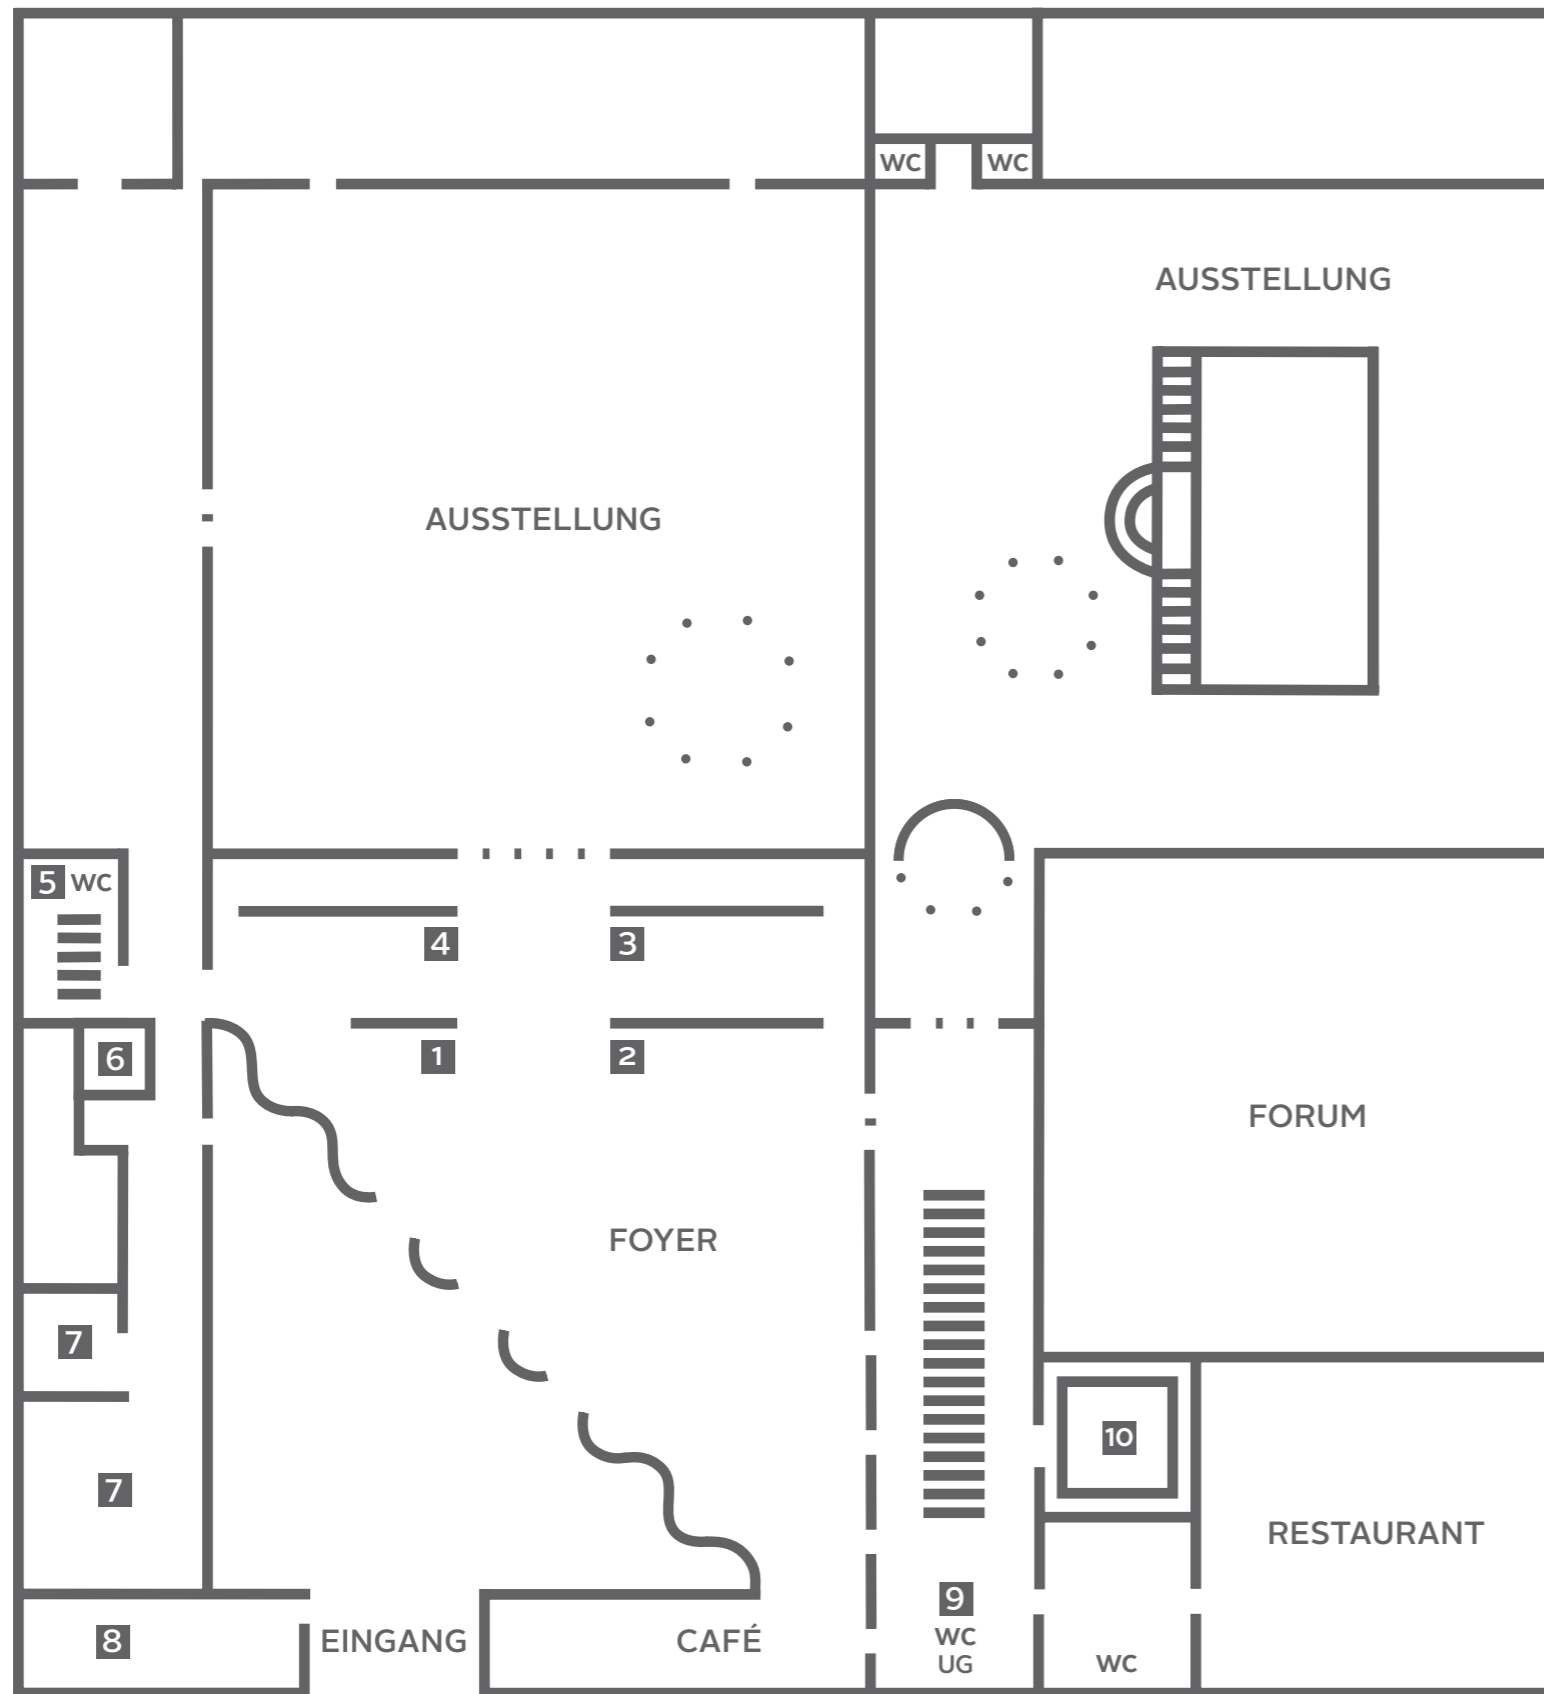 WC WC
AUSSTELLUNG
AUSSTELLUNG
5 WC
4 3
1 2
6
FORUM
FOYER
7
10
7
RESTAURANT
9
8 EINGANG CAFÉ WC
UG
WC